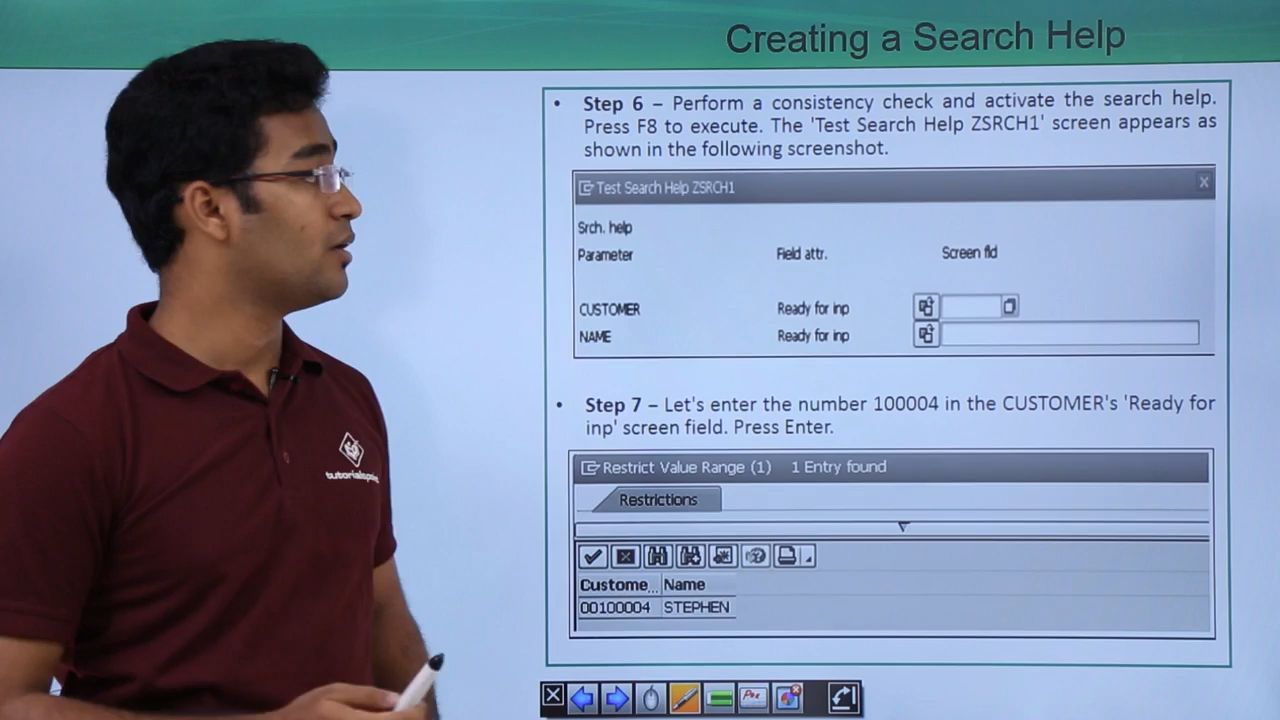 Creating a Search Help
• Step 6 – Perform a consistency check and activate the search help.
Press F8 to execute. The 'Test Search Help ZSRCH1' screen appears as
shown in the following screenshot.
Test Search Help ZSRCH1
Srch. help
Parameter Field attr. Screen fld
CUSTOMER Ready for inp
NAME Ready for inp
• Step 7 – Let's enter the number 100004 in the CUSTOMER's 'Ready for
inp' screen field. Press Enter.
Restrict Value Range (1) 1 Entry found
Restrictions
Custome... Name
00100004 STEPHEN
tutorialspoint
Pen